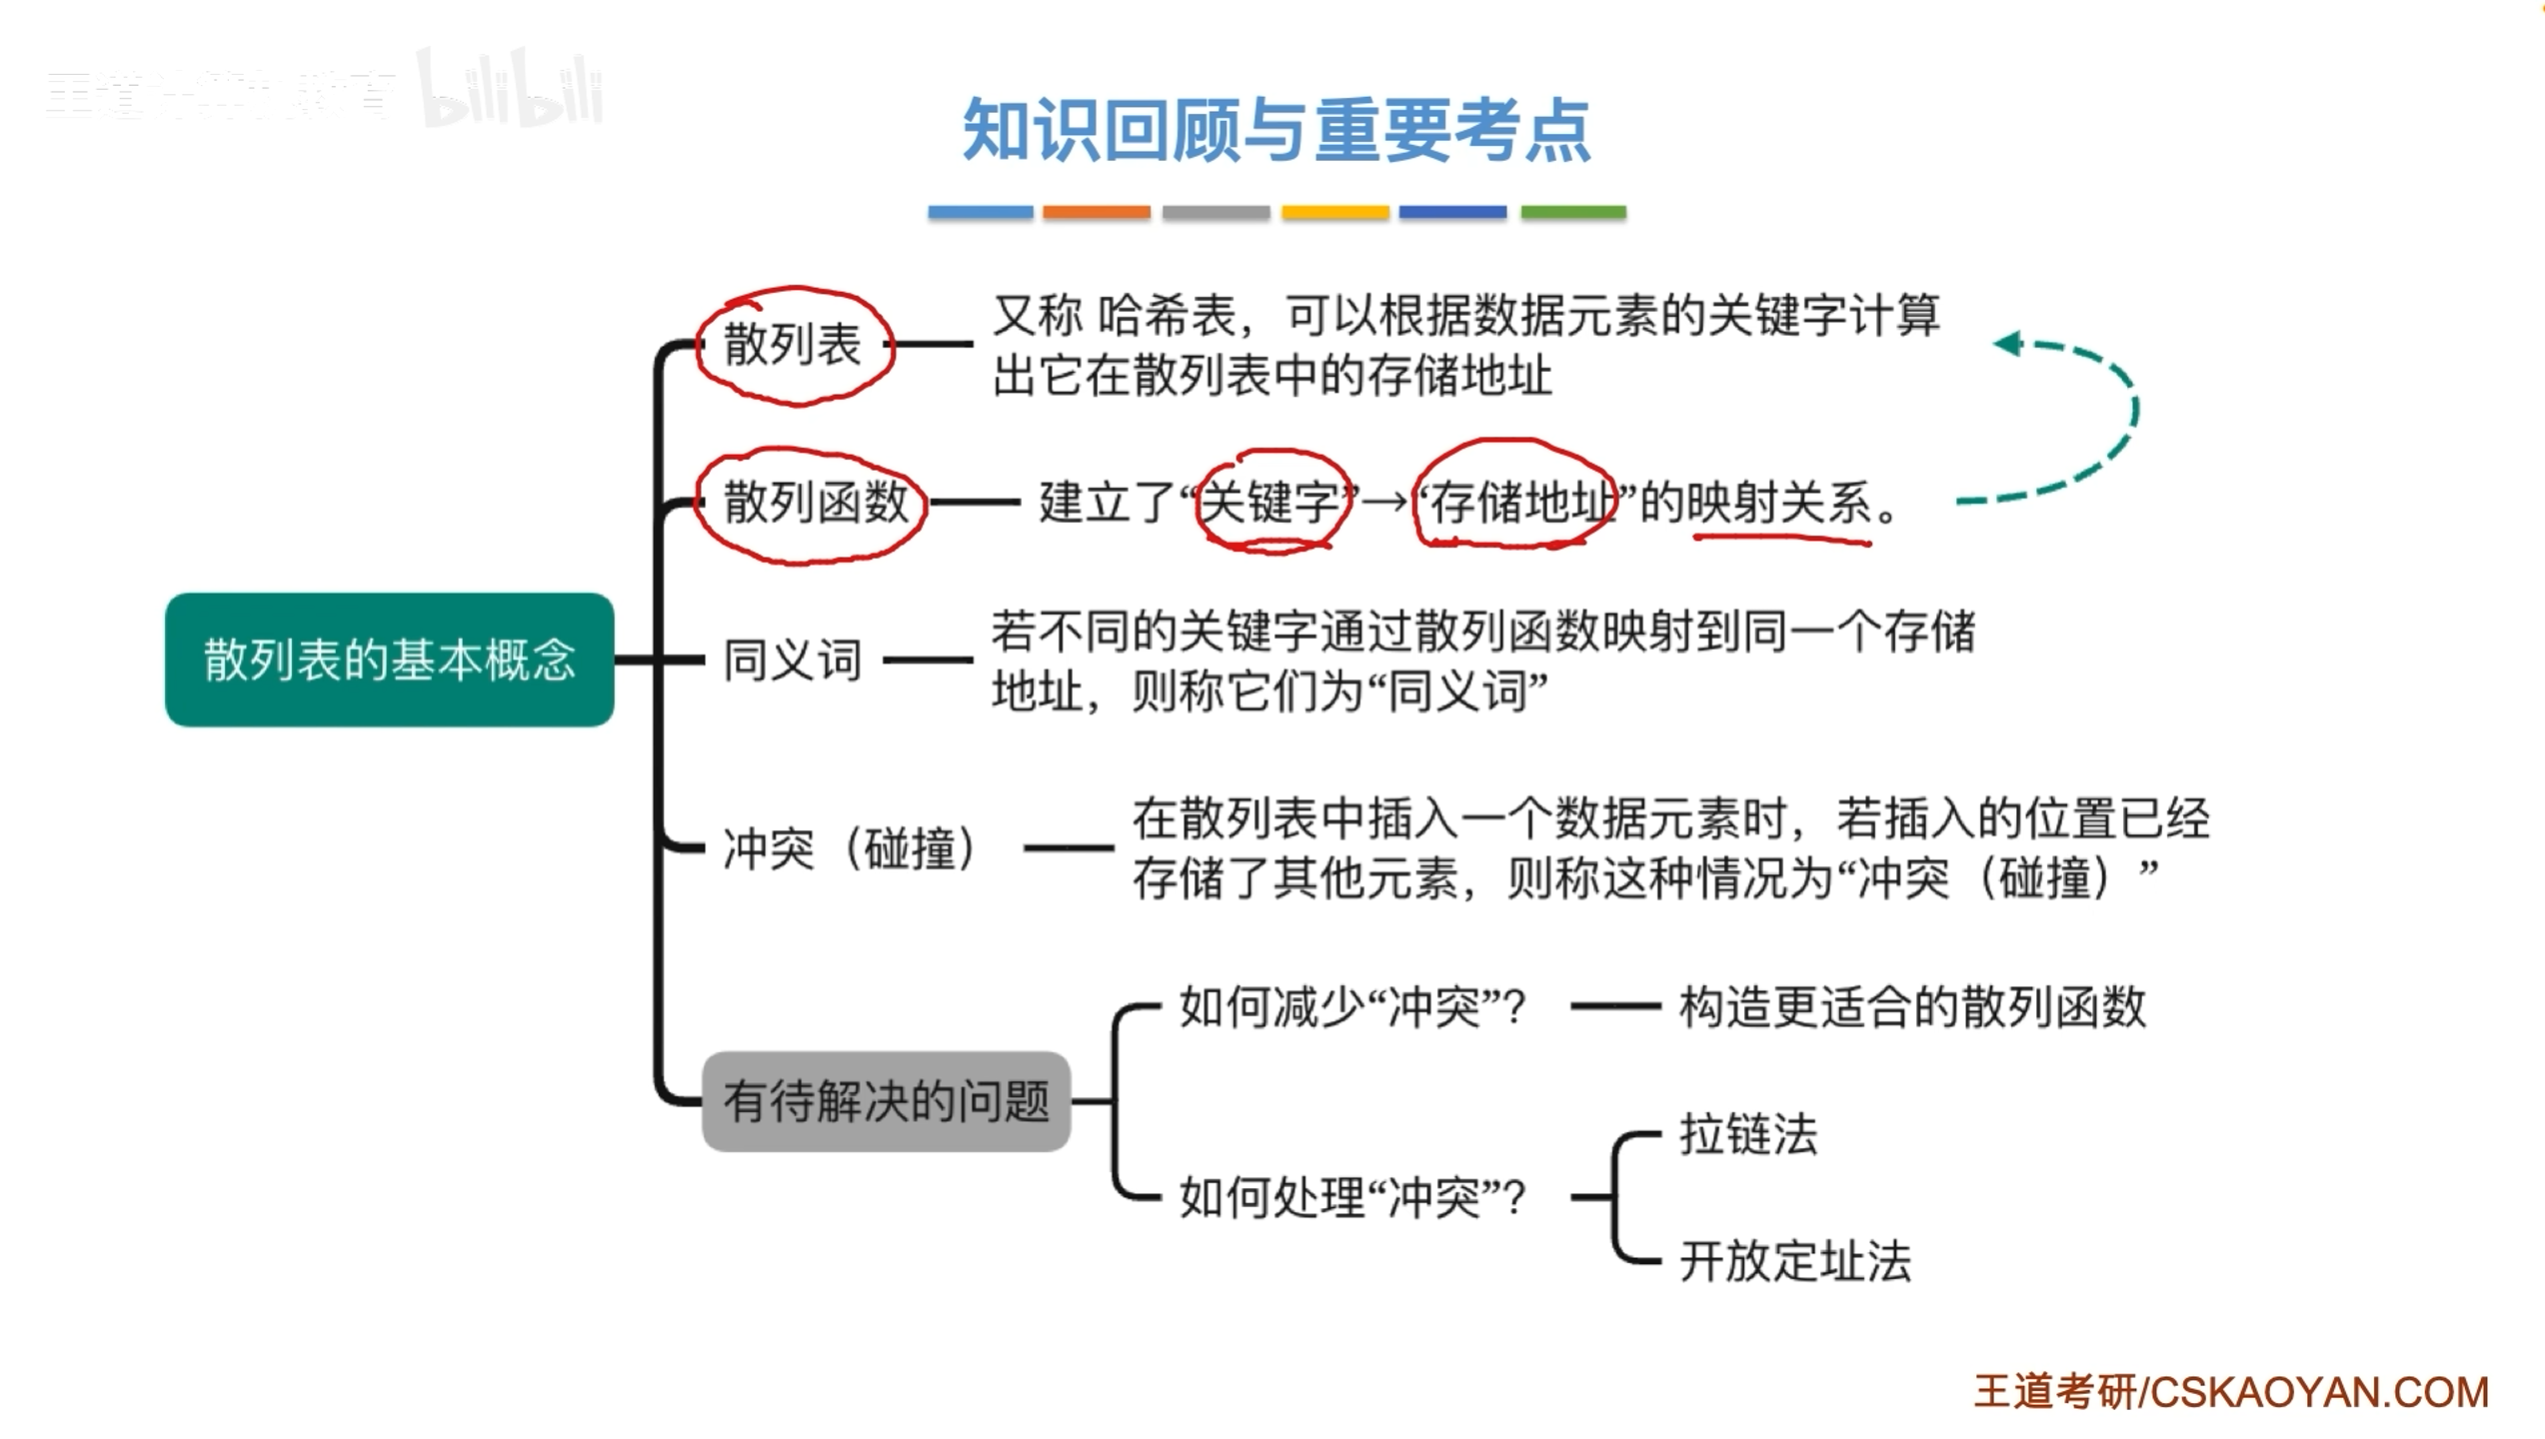 王道计算机教育 bilibili
知识回顾与重要考点
散列表
又称 哈希表，可以根据数据元素的关键字计算
出它在散列表中的存储地址
散列函数
建立了“关键字”→“存储地址”的映射关系。
散列表的基本概念
同义词
若不同的关键字通过散列函数映射到同一个存储
地址，则称它们为“同义词”
冲突（碰撞）
在散列表中插入一个数据元素时，若插入的位置已经
存储了其他元素，则称这种情况为“冲突（碰撞）”
有待解决的问题
如何减少“冲突”？
构造更适合的散列函数
如何处理“冲突”？
拉链法
开放定址法
王道考研/CSKAOYAN.COM